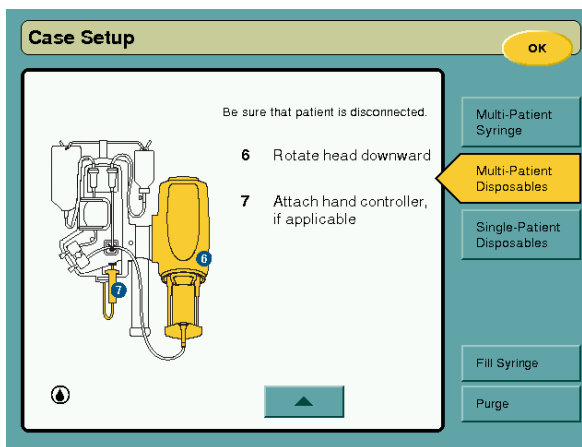 Case Setup
OK
Be sure that patient is disconnected.
6 Rotate head downward
7 Attach hand controller,
if applicable
6
7
Multi-Patient
Syringe
Multi-Patient
Disposables
Single-Patient
Disposables
Fill Syringe
Purge